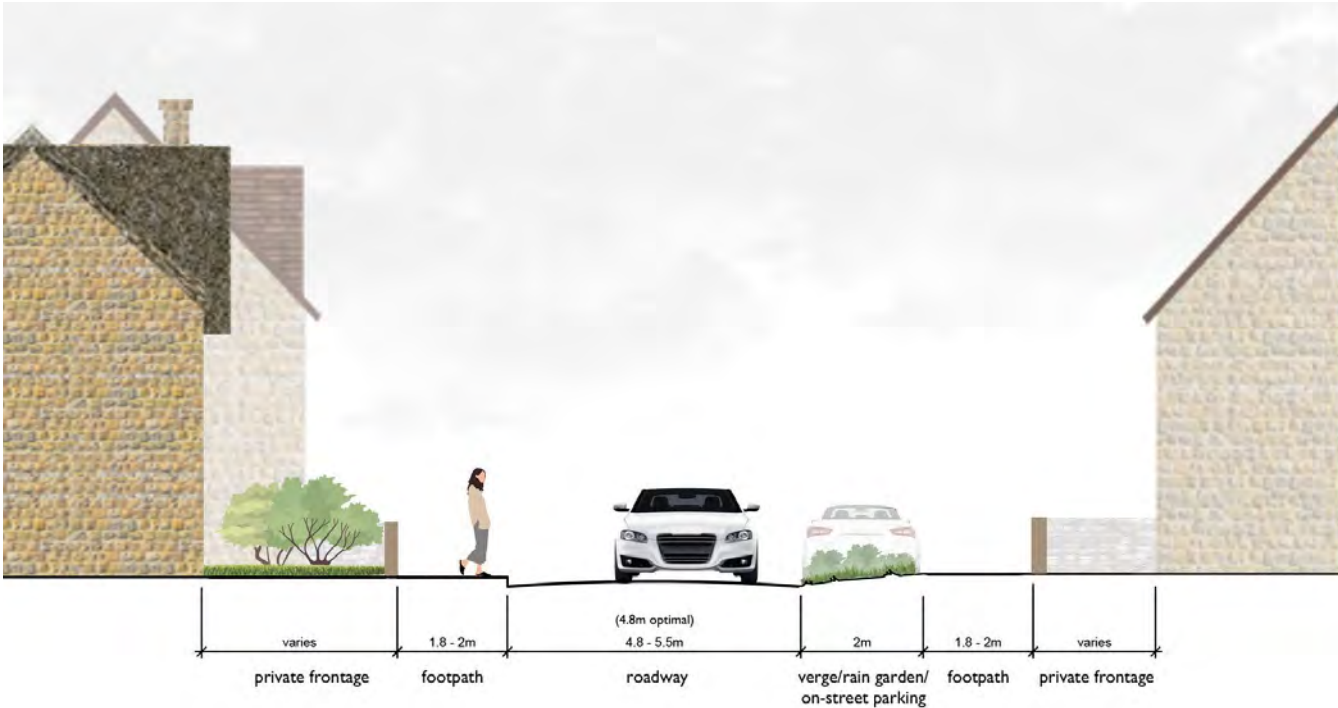 (4.8m optimal)
varies 1.8 - 2m 4.8 - 5.5m 2m 1.8 - 2m varies
private frontage footpath roadway verge/rain garden/ footpath private frontage
on-street parking